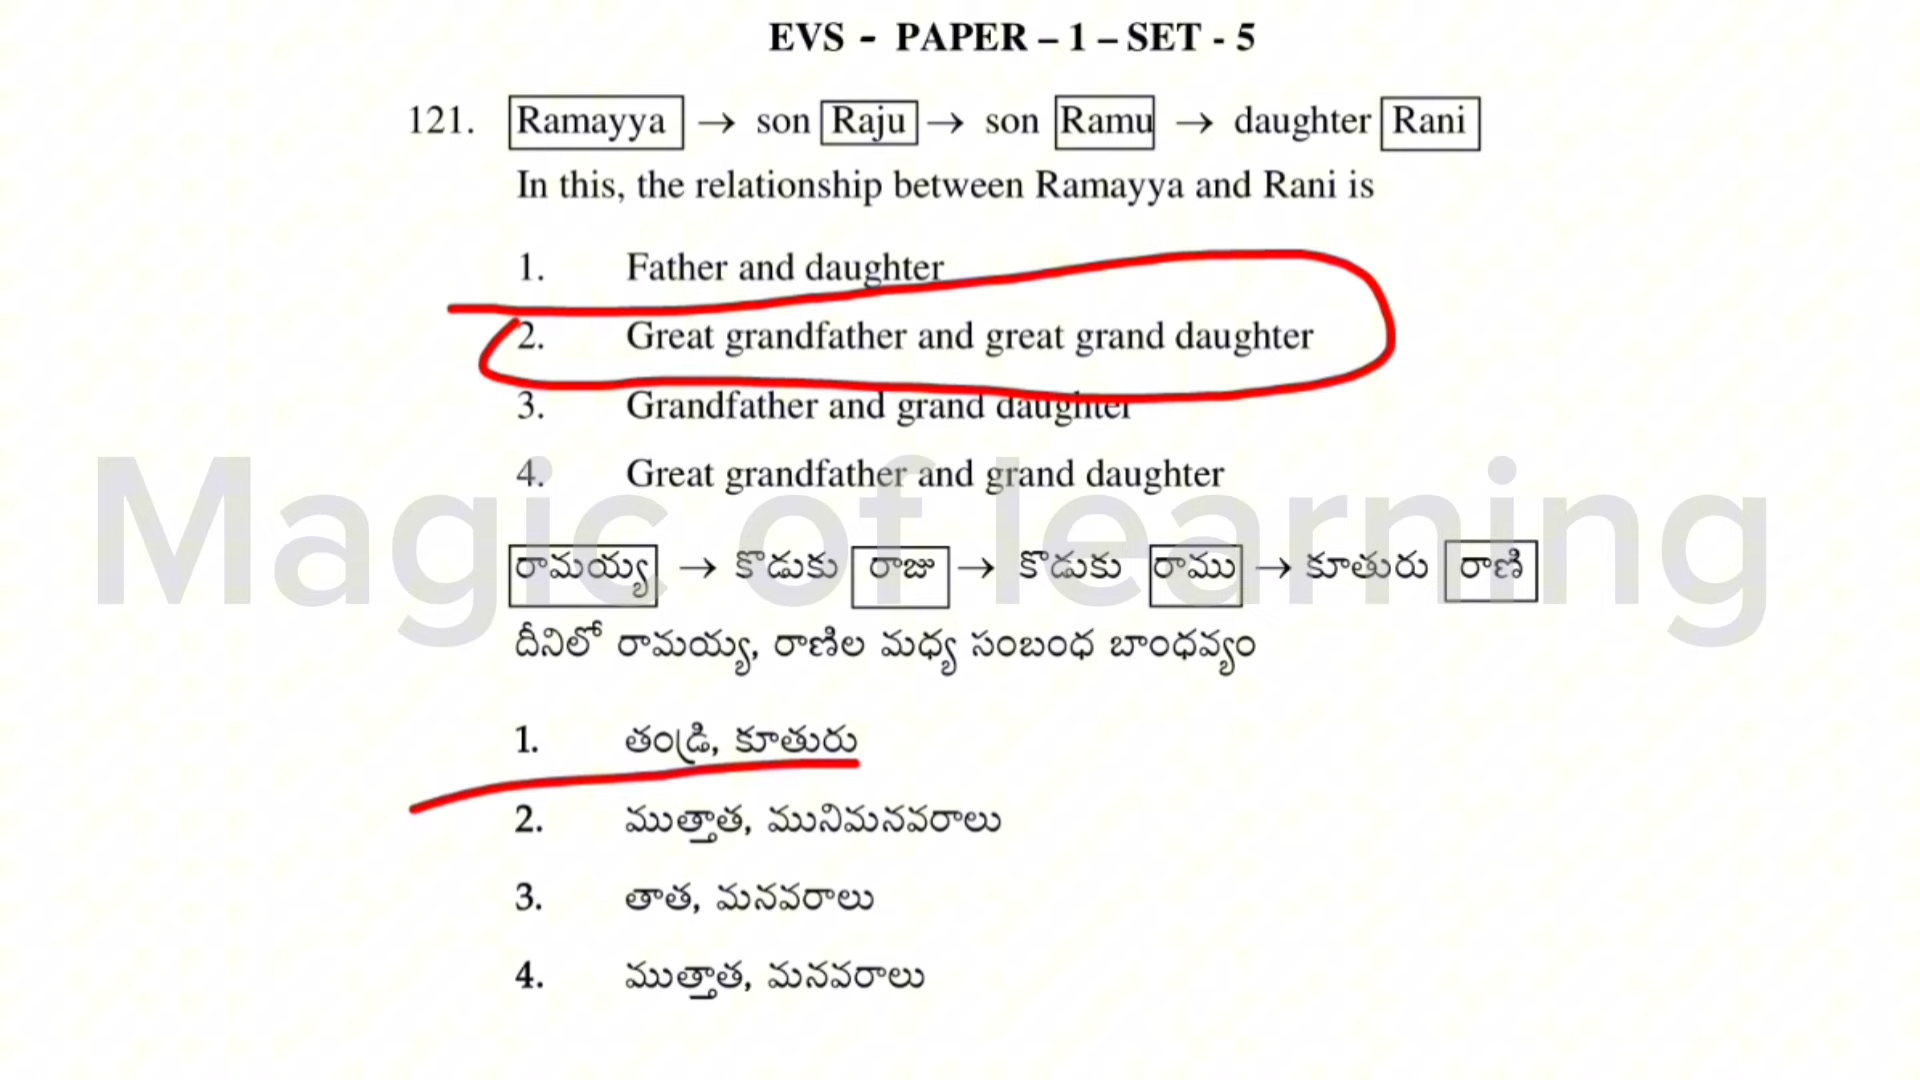 EVS - PAPER – 1 – SET - 5
121. Ramayya → son Raju → son Ramu → daughter Rani
In this, the relationship between Ramayya and Rani is
1. Father and daughter
2. Great grandfather and great grand daughter
3. Grandfather and grand daughter
4. Great grandfather and grand daughter
Magic of learning
రామయ్య → కొడుకు రాజు → కొడుకు రాము → కూతురు రాణి
దీనిలో రామయ్య, రాణిల మధ్య సంబంధ బాంధవ్యం
1. తండ్రి, కూతురు
2. ముత్తాత, మునిమనవరాలు
3. తాత, మనవరాలు
4. ముత్తాత, మనవరాలు